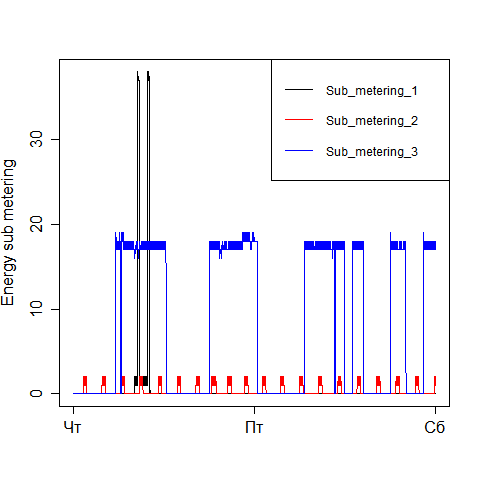 Sub_metering_1
Sub_metering_2
Sub_metering_3
Energy sub metering
30
20
10
0
Чт Пт Сб